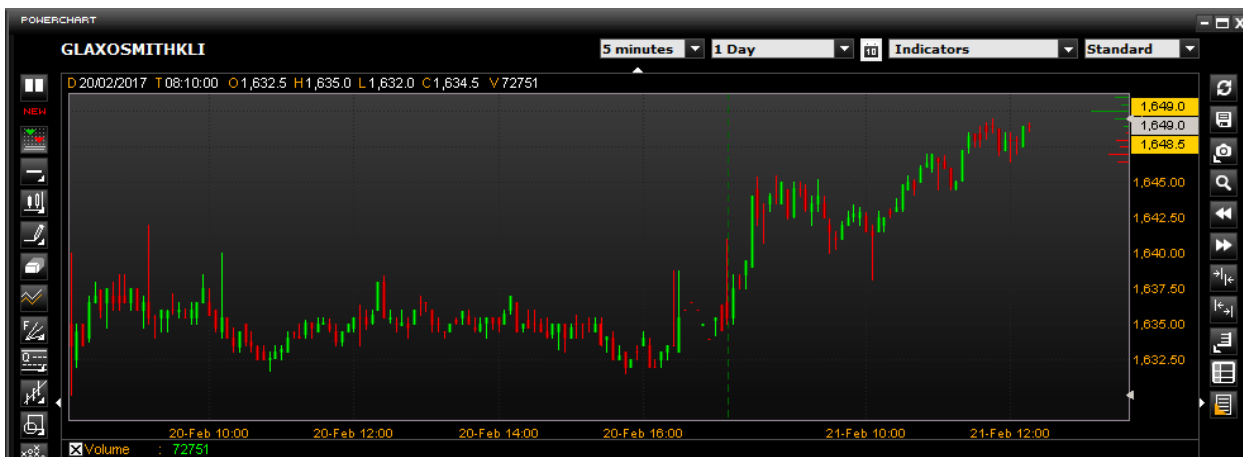 POWERCHART
GLAXOSMITHKLI
5 minutes
1 Day
10
Indicators
Standard
D 20/02/2017 T 08:10:00 O 1,632.5 H 1,635.0 L 1,632.0 C 1,634.5 V 72751
NEW
1,649.0
1,649.0
1,648.5
1,645.00
1,642.50
1,640.00
1,637.50
1,635.00
1,632.50
F
Q
20-Feb 10:00 20-Feb 12:00 20-Feb 14:00 20-Feb 16:00 21-Feb 10:00 21-Feb 12:00
Volume : 72751